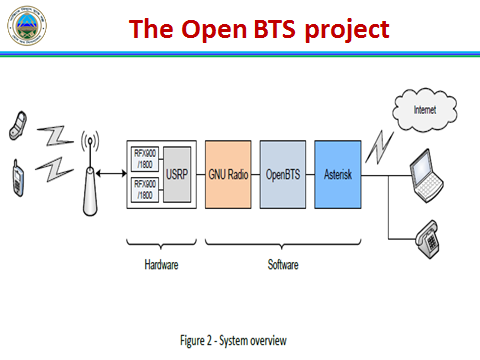 The Open BTS project
Internet
RFX900
/1800
RFX900
/1800
USRP
GNU Radio
OpenBTS
Asterisk
Hardware
Software
Figure 2 - System overview